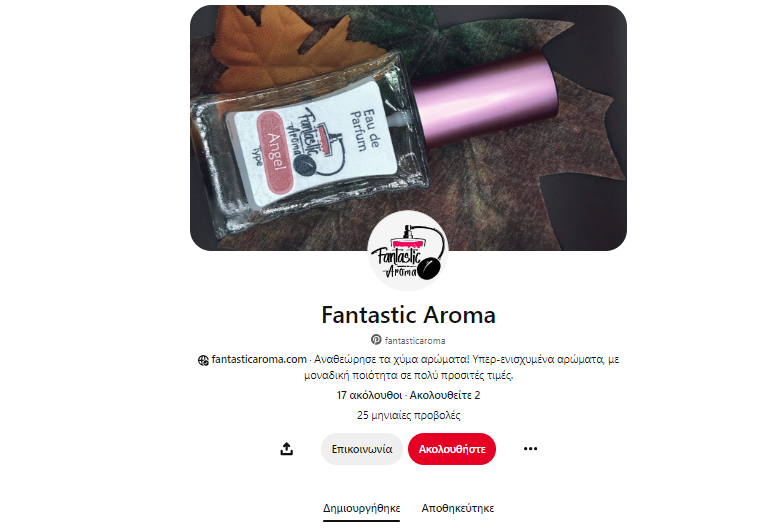 Eau de
Parfum
Fantastic
Aroma
Angel
Type
Fantastic
Aroma
Fantastic Aroma
fantasticaroma
fantasticaroma.com · Αναθεώρησε τα χύμα αρώματα! Υπερ-ενισχυμένα αρώματα, με
μοναδική ποιότητα σε πολύ προσιτές τιμές.
17 ακόλουθοι · Ακολουθείτε 2
25 μηνιαίες προβολές
Επικοινωνία
Ακολουθήστε
Δημιουργήθηκε
Αποθηκεύτηκε